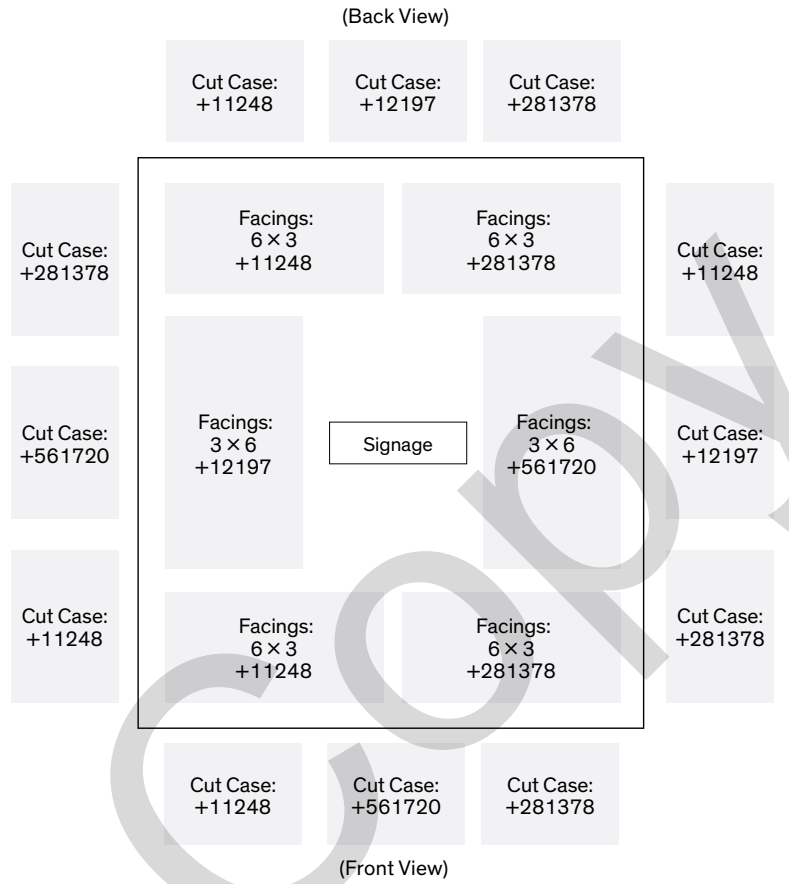 (Back View)
Cut Case:
+11248
Cut Case:
+12197
Cut Case:
+281378
Cut Case:
+281378
Facings:
6 × 3
+11248
Facings:
6 × 3
+281378
Cut Case:
+11248
Cut Case:
+561720
Facings:
3 × 6
+12197
Signage
Facings:
3 × 6
+561720
Cut Case:
+12197
Cut Case:
+11248
Facings:
6 × 3
+11248
Facings:
6 × 3
+281378
Cut Case:
+281378
Cut Case:
+11248
Cut Case:
+561720
Cut Case:
+281378
(Front View)
Copy